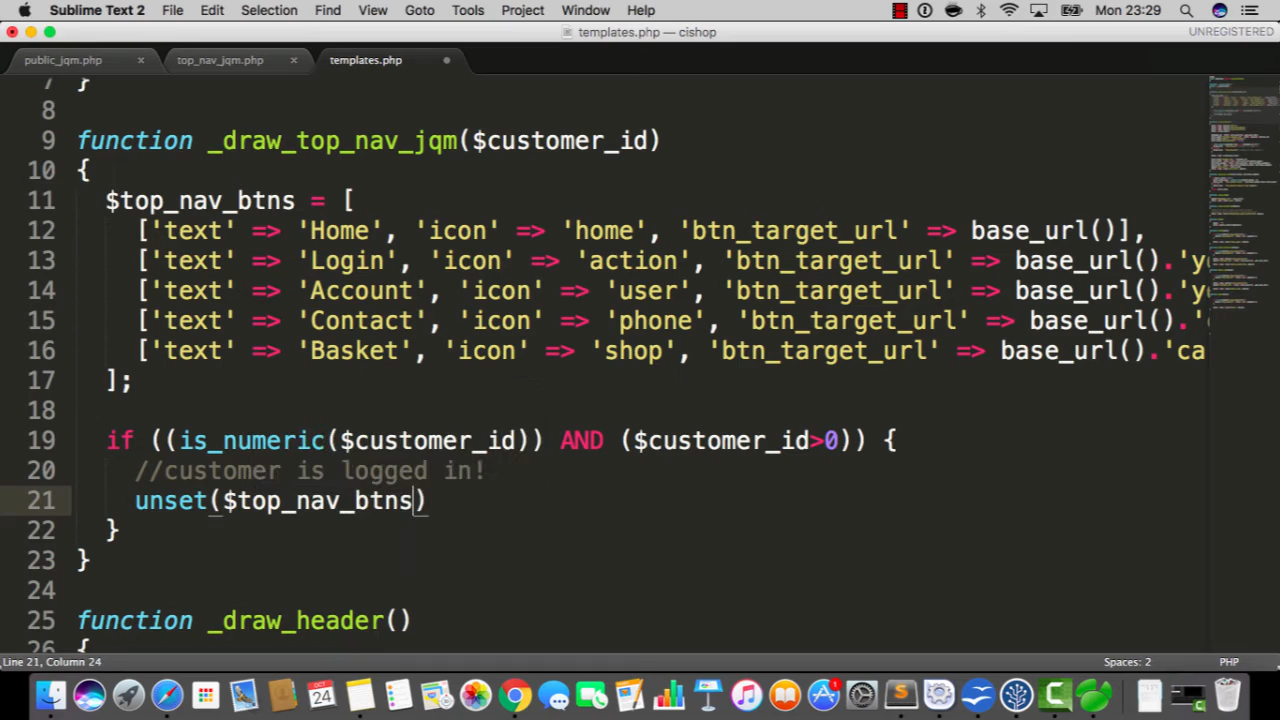 Sublime Text 2 File Edit Selection Find View Goto Tools Project Window Help Mon 23:29
templates.php — cishop UNREGISTERED
public_jqm.php × top_nav_jqm.php × templates.php
7 }
8
9 function _draw_top_nav_jqm($customer_id)
10 {
11 $top_nav_btns = [
12 ['text' => 'Home', 'icon' => 'home', 'btn_target_url' => base_url()],
13 ['text' => 'Login', 'icon' => 'action', 'btn_target_url' => base_url().'y
14 ['text' => 'Account', 'icon' => 'user', 'btn_target_url' => base_url().'y
15 ['text' => 'Contact', 'icon' => 'phone', 'btn_target_url' => base_url().'
16 ['text' => 'Basket', 'icon' => 'shop', 'btn_target_url' => base_url().'ca
17 ];
18
19 if ((is_numeric($customer_id)) AND ($customer_id>0)) {
20 //customer is logged in!
21 unset($top_nav_btns)
22 }
23 }
24
25 function _draw_header()
26 {
Line 21, Column 24 Spaces: 2 PHP
OCT
24
1